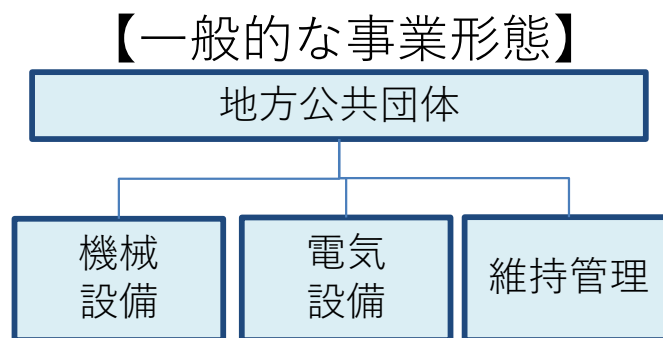 【一般的な事業形態】
地方公共団体
機械
設備
電気
設備
維持管理